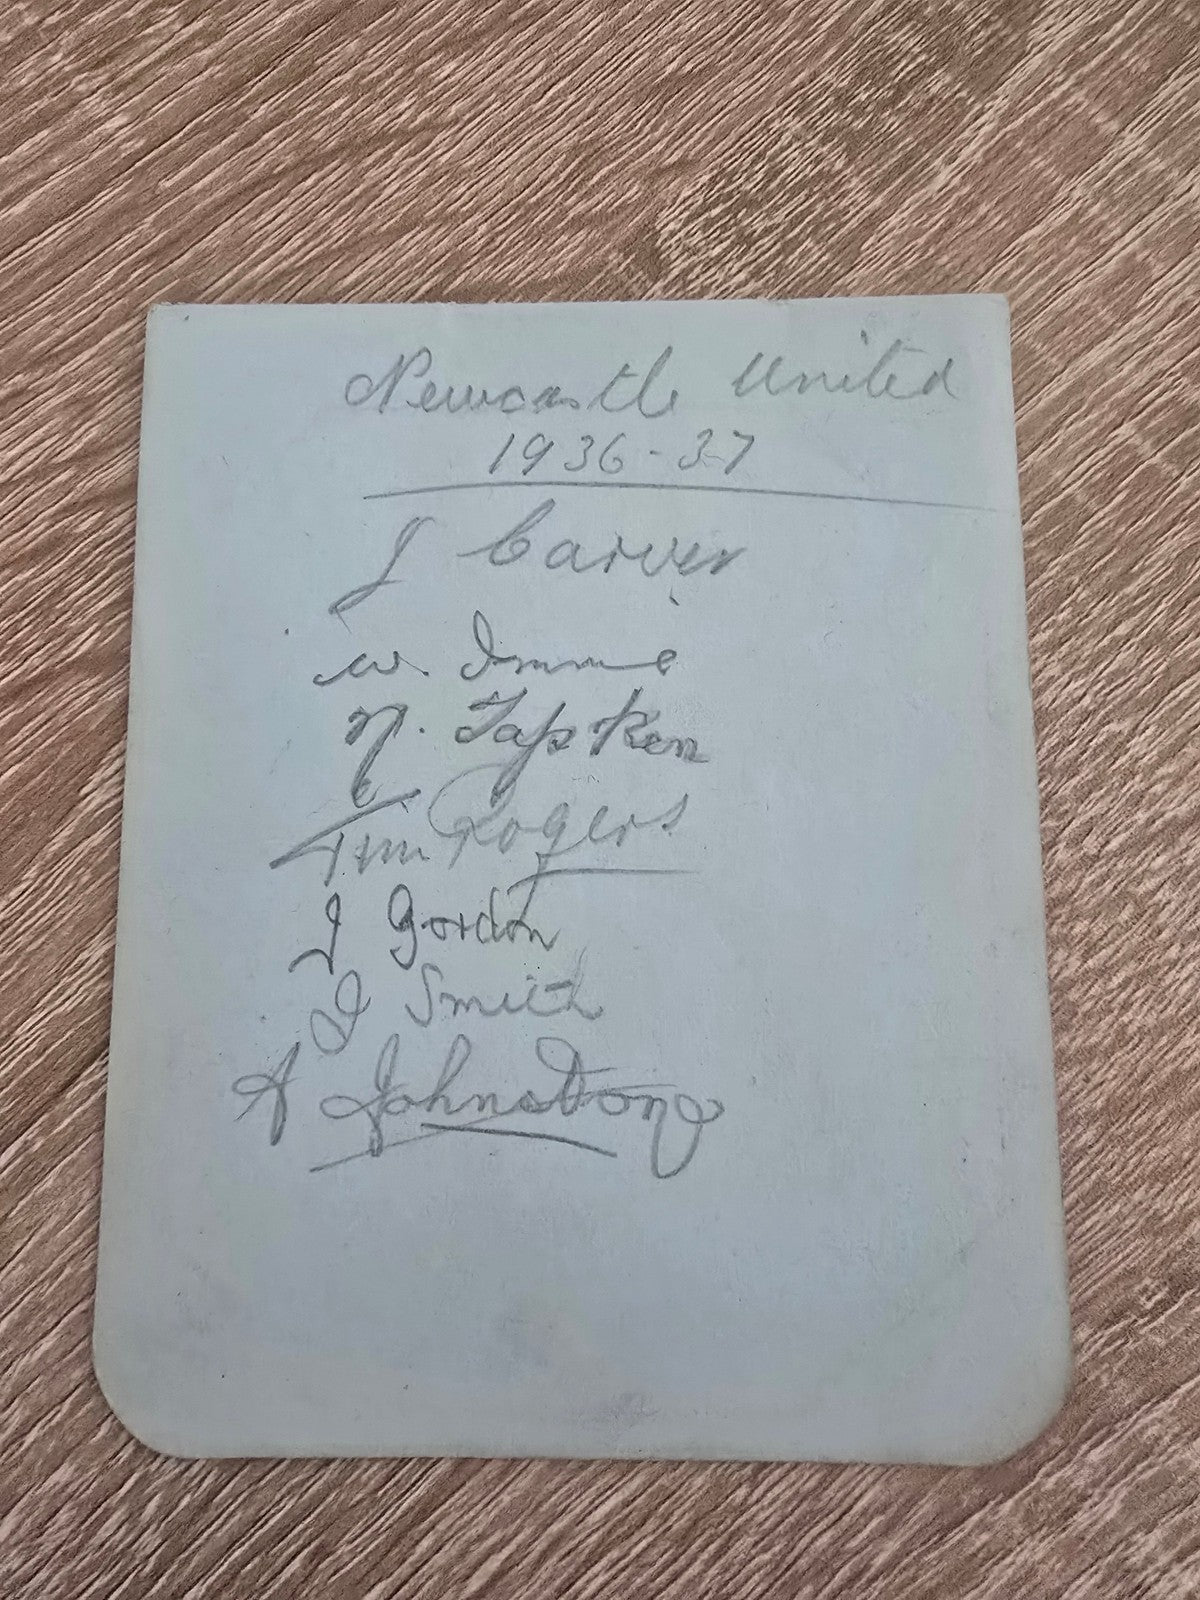 Newcastle United
1936-37
J Carver
W. Imrie
N. Tapken
Tim Rogers
J Gordon
J Smith
A Johnstone